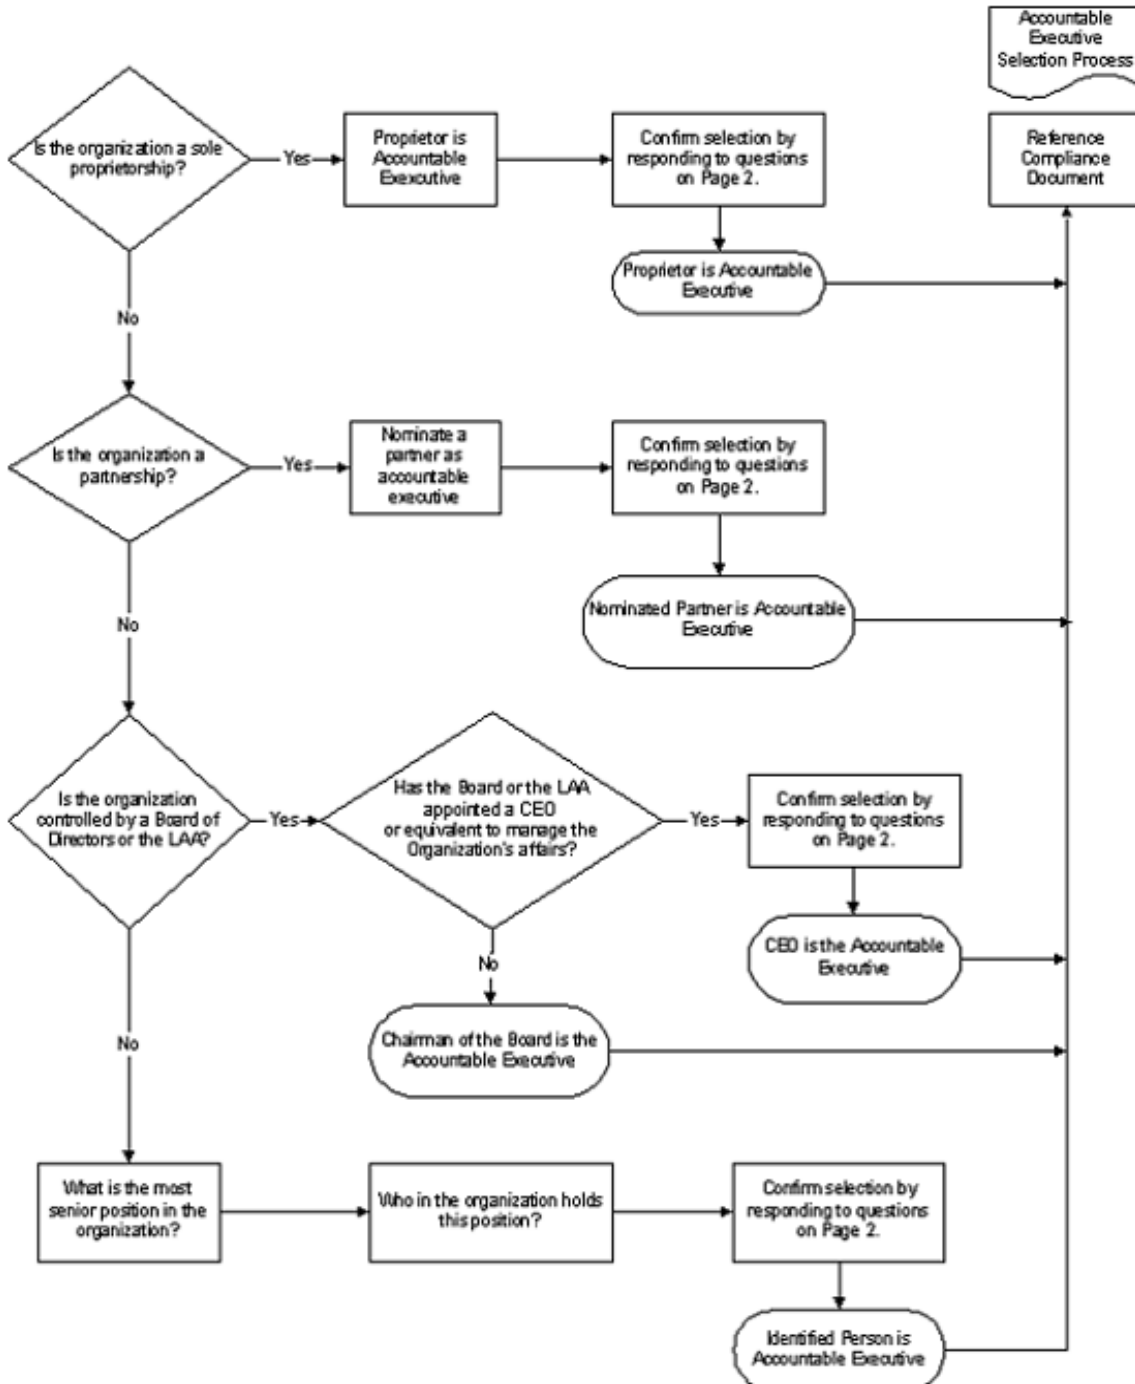 Accountable
Executive
Selection Process
Is the organization a sole
proprietorship?
Yes
Proprietor is
Accountable
Exexcutive
Confirm selection by
responding to questions
on Page 2.
Reference
Compliance
Document
Proprietor is Accountable
Executive
No
Is the organization a
partnership?
Yes
Nominate a
partner as
accountable
executive
Confirm selection by
responding to questions
on Page 2.
Nominated Partner is Accountable
Executive
No
Is the organization
controlled by a Board of
Directors or the LAA?
Yes
Has the Board or the LAA
appointed a CEO
or equivalent to manage the
Organization's affairs?
Yes
Confirm selection by
responding to questions
on Page 2.
CEO is the Accountable
Executive
No
Chairman of the Board is the
Accountable Executive
No
What is the most
senior position in the
organization?
Who in the organization holds
this position?
Confirm selection by
responding to questions
on Page 2.
Identified Person is
Accountable Executive